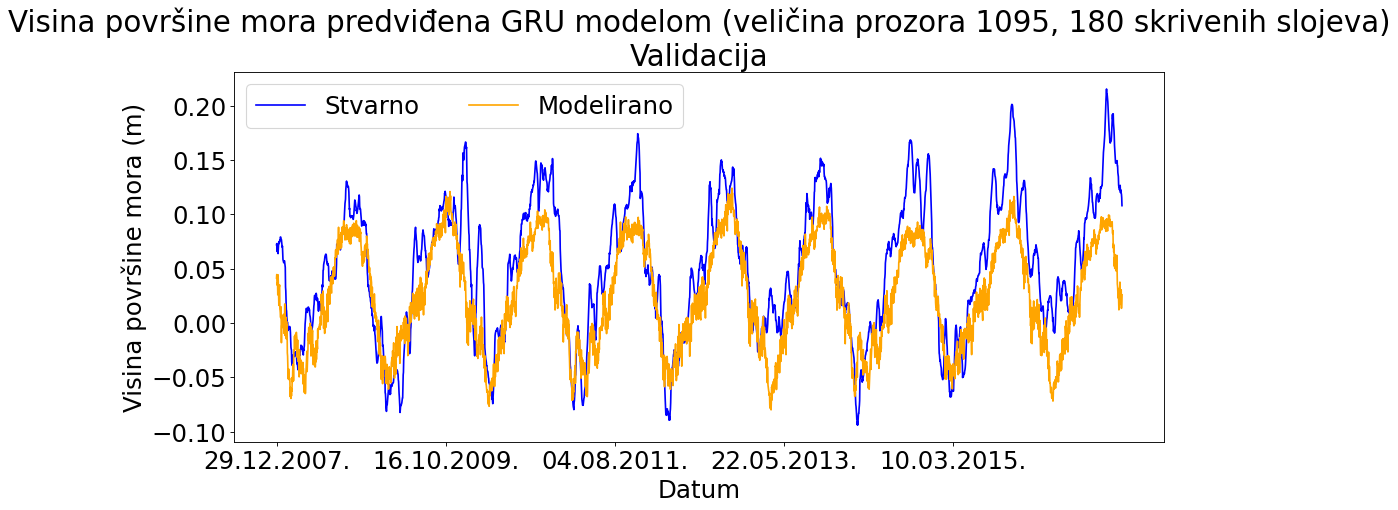 Visina površine mora predviđena GRU modelom (veličina prozora 1095, 180 skrivenih slojeva)
Validacija
Stvarno Modelirano
Visina površine mora (m)
0.20
0.15
0.10
0.05
0.00
−0.05
−0.10
29.12.2007. 16.10.2009. 04.08.2011. 22.05.2013. 10.03.2015.
Datum